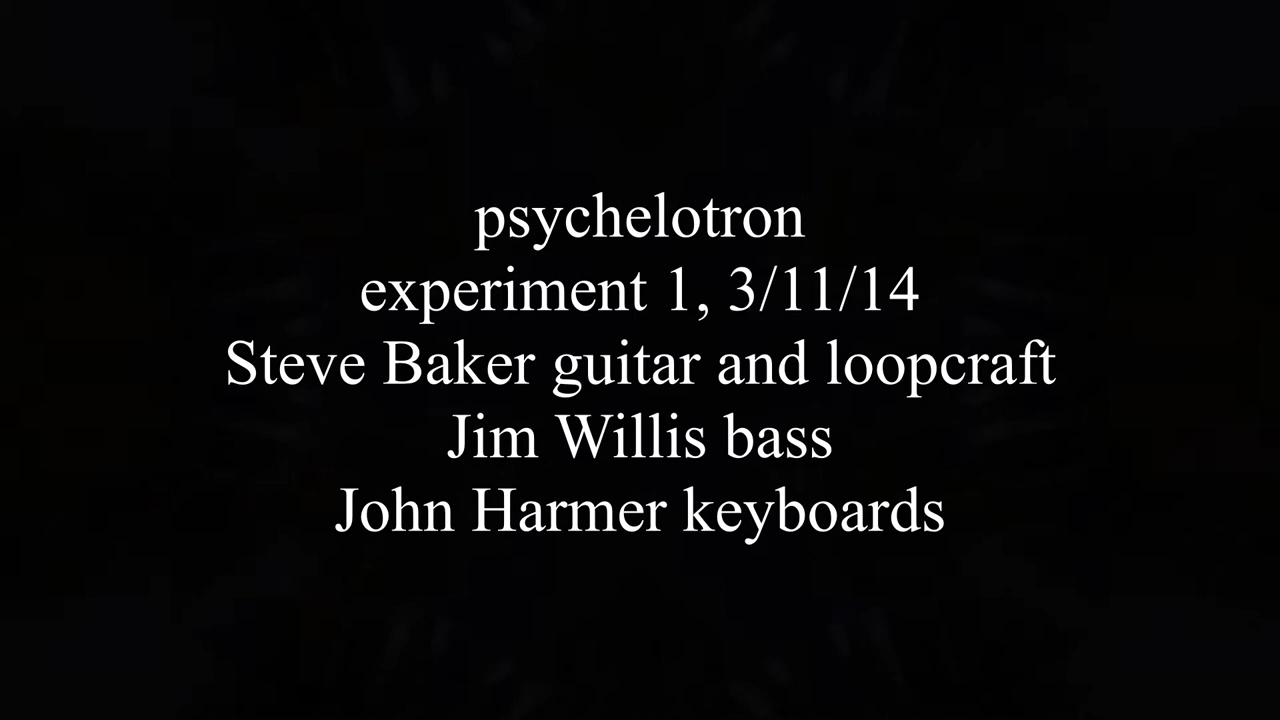 psychelotron
experiment 1, 3/11/14
Steve Baker guitar and loopcraft
Jim Willis bass
John Harmer keyboards